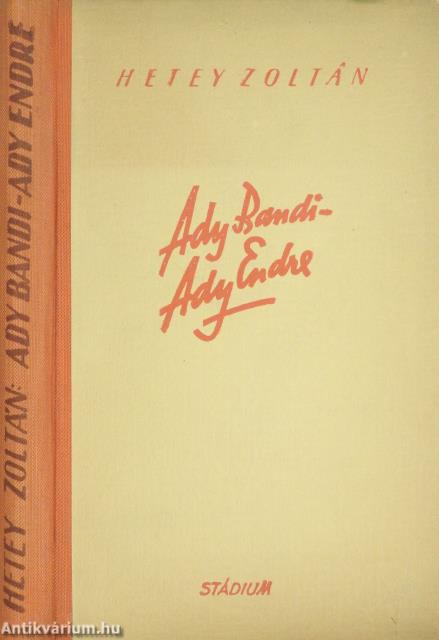 HETEY ZOLTÁN: ADY BANDI-ADY ENDRE
HETEY ZOLTÁN
Ady Bandi-
Ady Endre
STÁDIUM
Antikvárium.hu